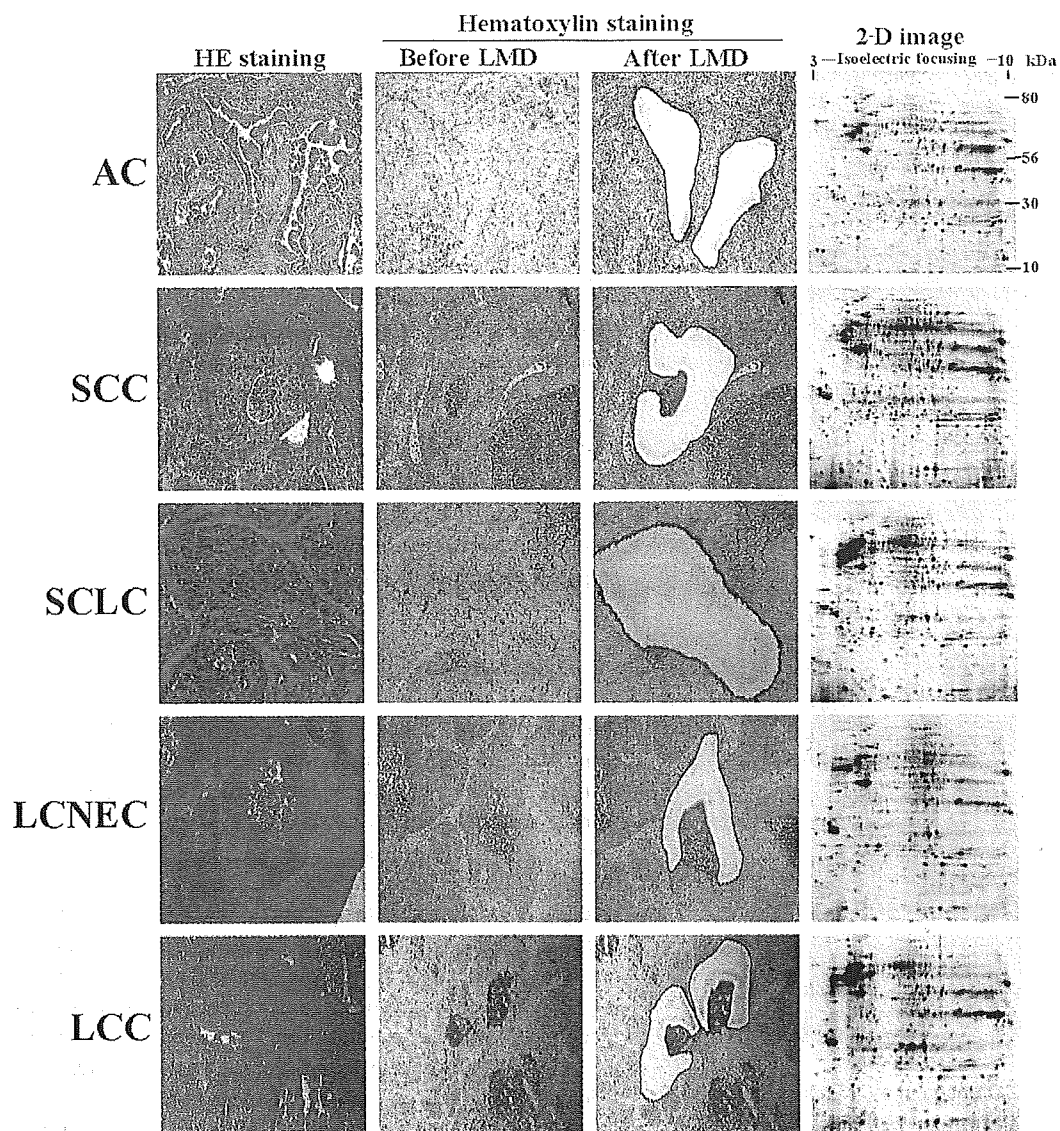 Hematoxylin staining
2-D image
HE staining
Before LMD
After LMD
3 —Isoelectric focusing —10 kDa
AC
—80
—56
—30
—10
SCC
SCLC
LCNEC
LCC